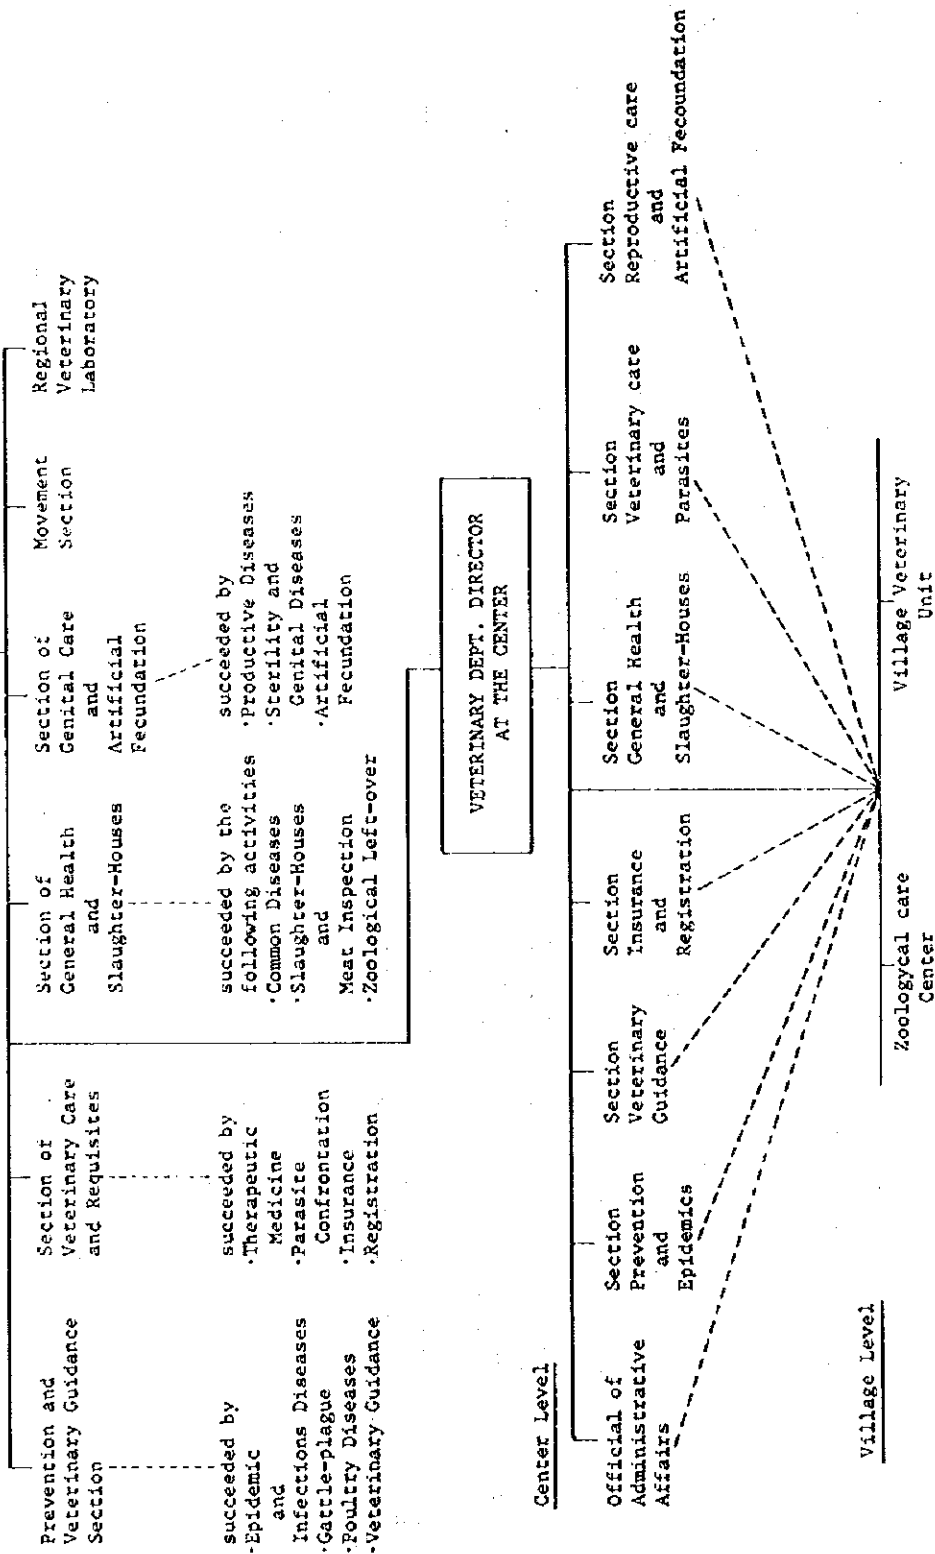 Prevention and
Veterinary Guidance
Section
Section of
Veterinary Care
and Requisites
Section of
General Health
and
Slaughter-Houses
Section of
Genital Care
and
Artificial
Fecundation
Movement
Section
Regional
Veterinary
Laboratory
succeeded by
·Epidemic
and
Infections Diseases
·Gattle-plague
·Poultry Diseases
·Veterinary Guidance
succeeded by
·Therapeutic
Medicine
·Parasite
Confrontation
·Insurance
·Registration
succeeded by the
following activities
·Common Diseases
·Slaughter-Houses
and
Meat Inspection
·Zoological Left-over
succeeded by
·Productive Diseases
·Sterility and
Genital Diseases
·Artificial
Fecundation
VETERINARY DEPT. DIRECTOR
AT THE CENTER
Center Level
Official of
Administrative
Affairs
Section
Prevention
and
Epidemics
Section
Veterinary
Guidance
Section
Insurance
and
Registration
Section
General Health
and
Slaughter-Houses
Section
Veterinary care
and
Parasites
Section
Reproductive care
and
Artificial Fecoundation
Village Level
Zoologycal care
Center
Village Veterinary
Unit